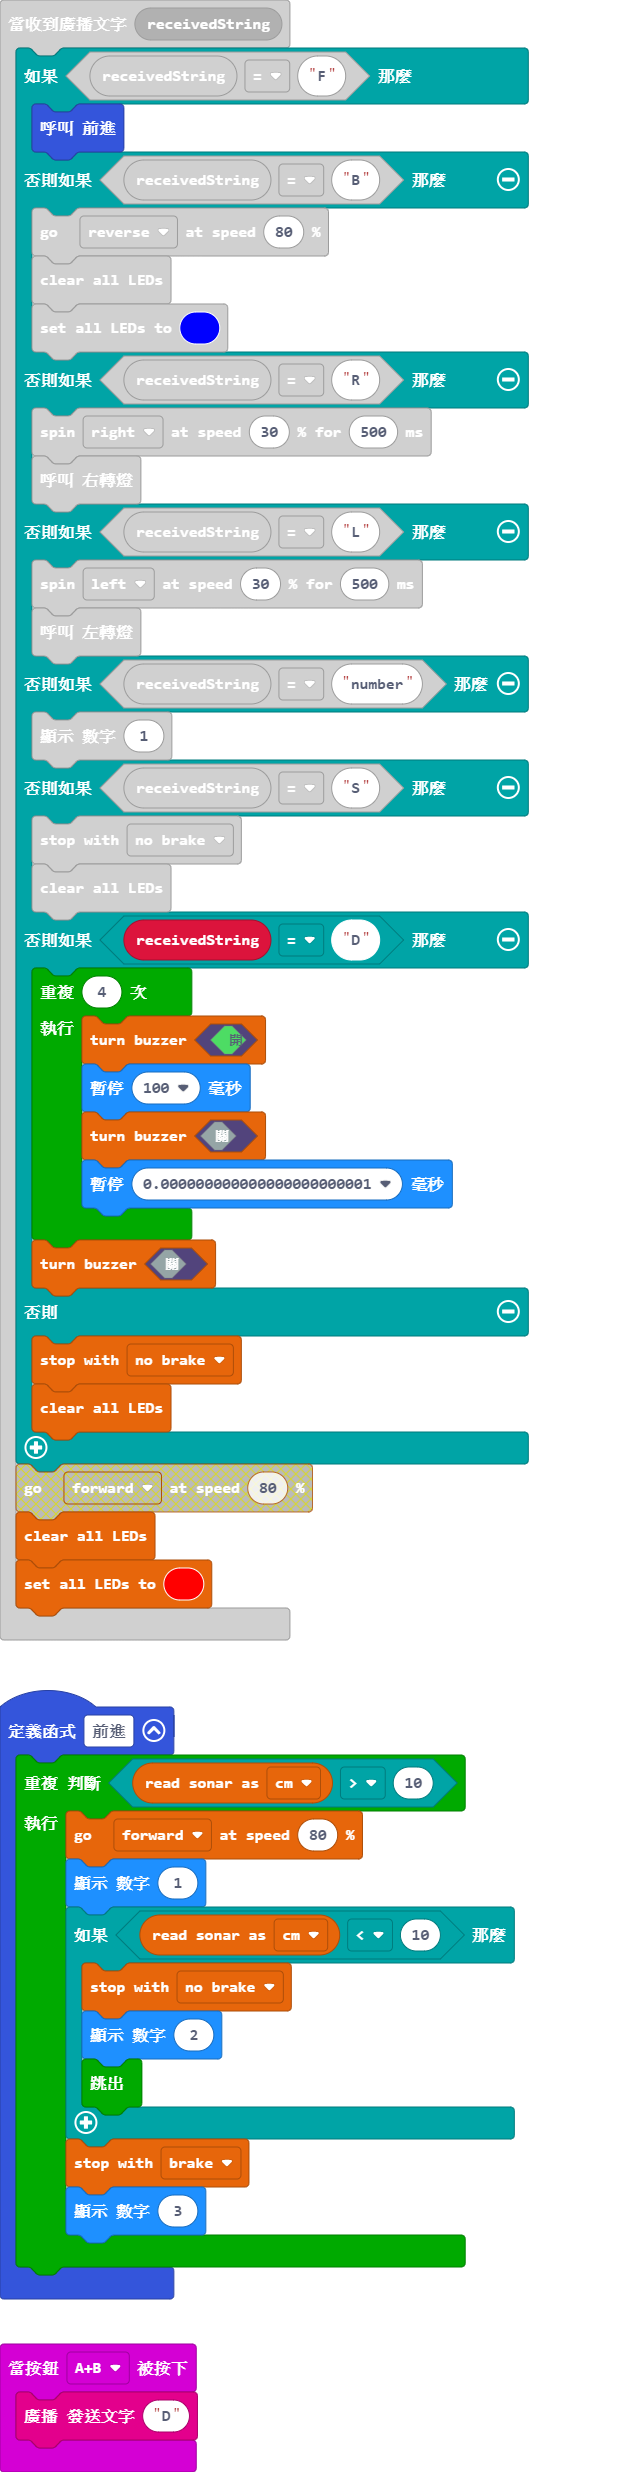 當收到廣播文字 receivedString
如果 receivedString = "F" 那麼
呼叫 前進
否則如果 receivedString = "B" 那麼
go reverse at speed 80 %
clear all LEDs
set all LEDs to
否則如果 receivedString = "R" 那麼
spin right at speed 30 % for 500 ms
呼叫 右轉燈
否則如果 receivedString = "L" 那麼
spin left at speed 30 % for 500 ms
呼叫 左轉燈
否則如果 receivedString = "number" 那麼
顯示 數字 1
否則如果 receivedString = "S" 那麼
stop with no brake
clear all LEDs
否則如果 receivedString = "D" 那麼
重複 4 次
執行
turn buzzer 開
暫停 100 毫秒
turn buzzer 關
暫停 0.000000000000000000000001 毫秒
turn buzzer 關
否則
stop with no brake
clear all LEDs
go forward at speed 80 %
clear all LEDs
set all LEDs to
定義函式 前進
重複 判斷 read sonar as cm > 10
執行
go forward at speed 80 %
顯示 數字 1
如果 read sonar as cm < 10 那麼
stop with no brake
顯示 數字 2
跳出
stop with brake
顯示 數字 3
當按鈕 A+B 被按下
廣播 發送文字 "D"